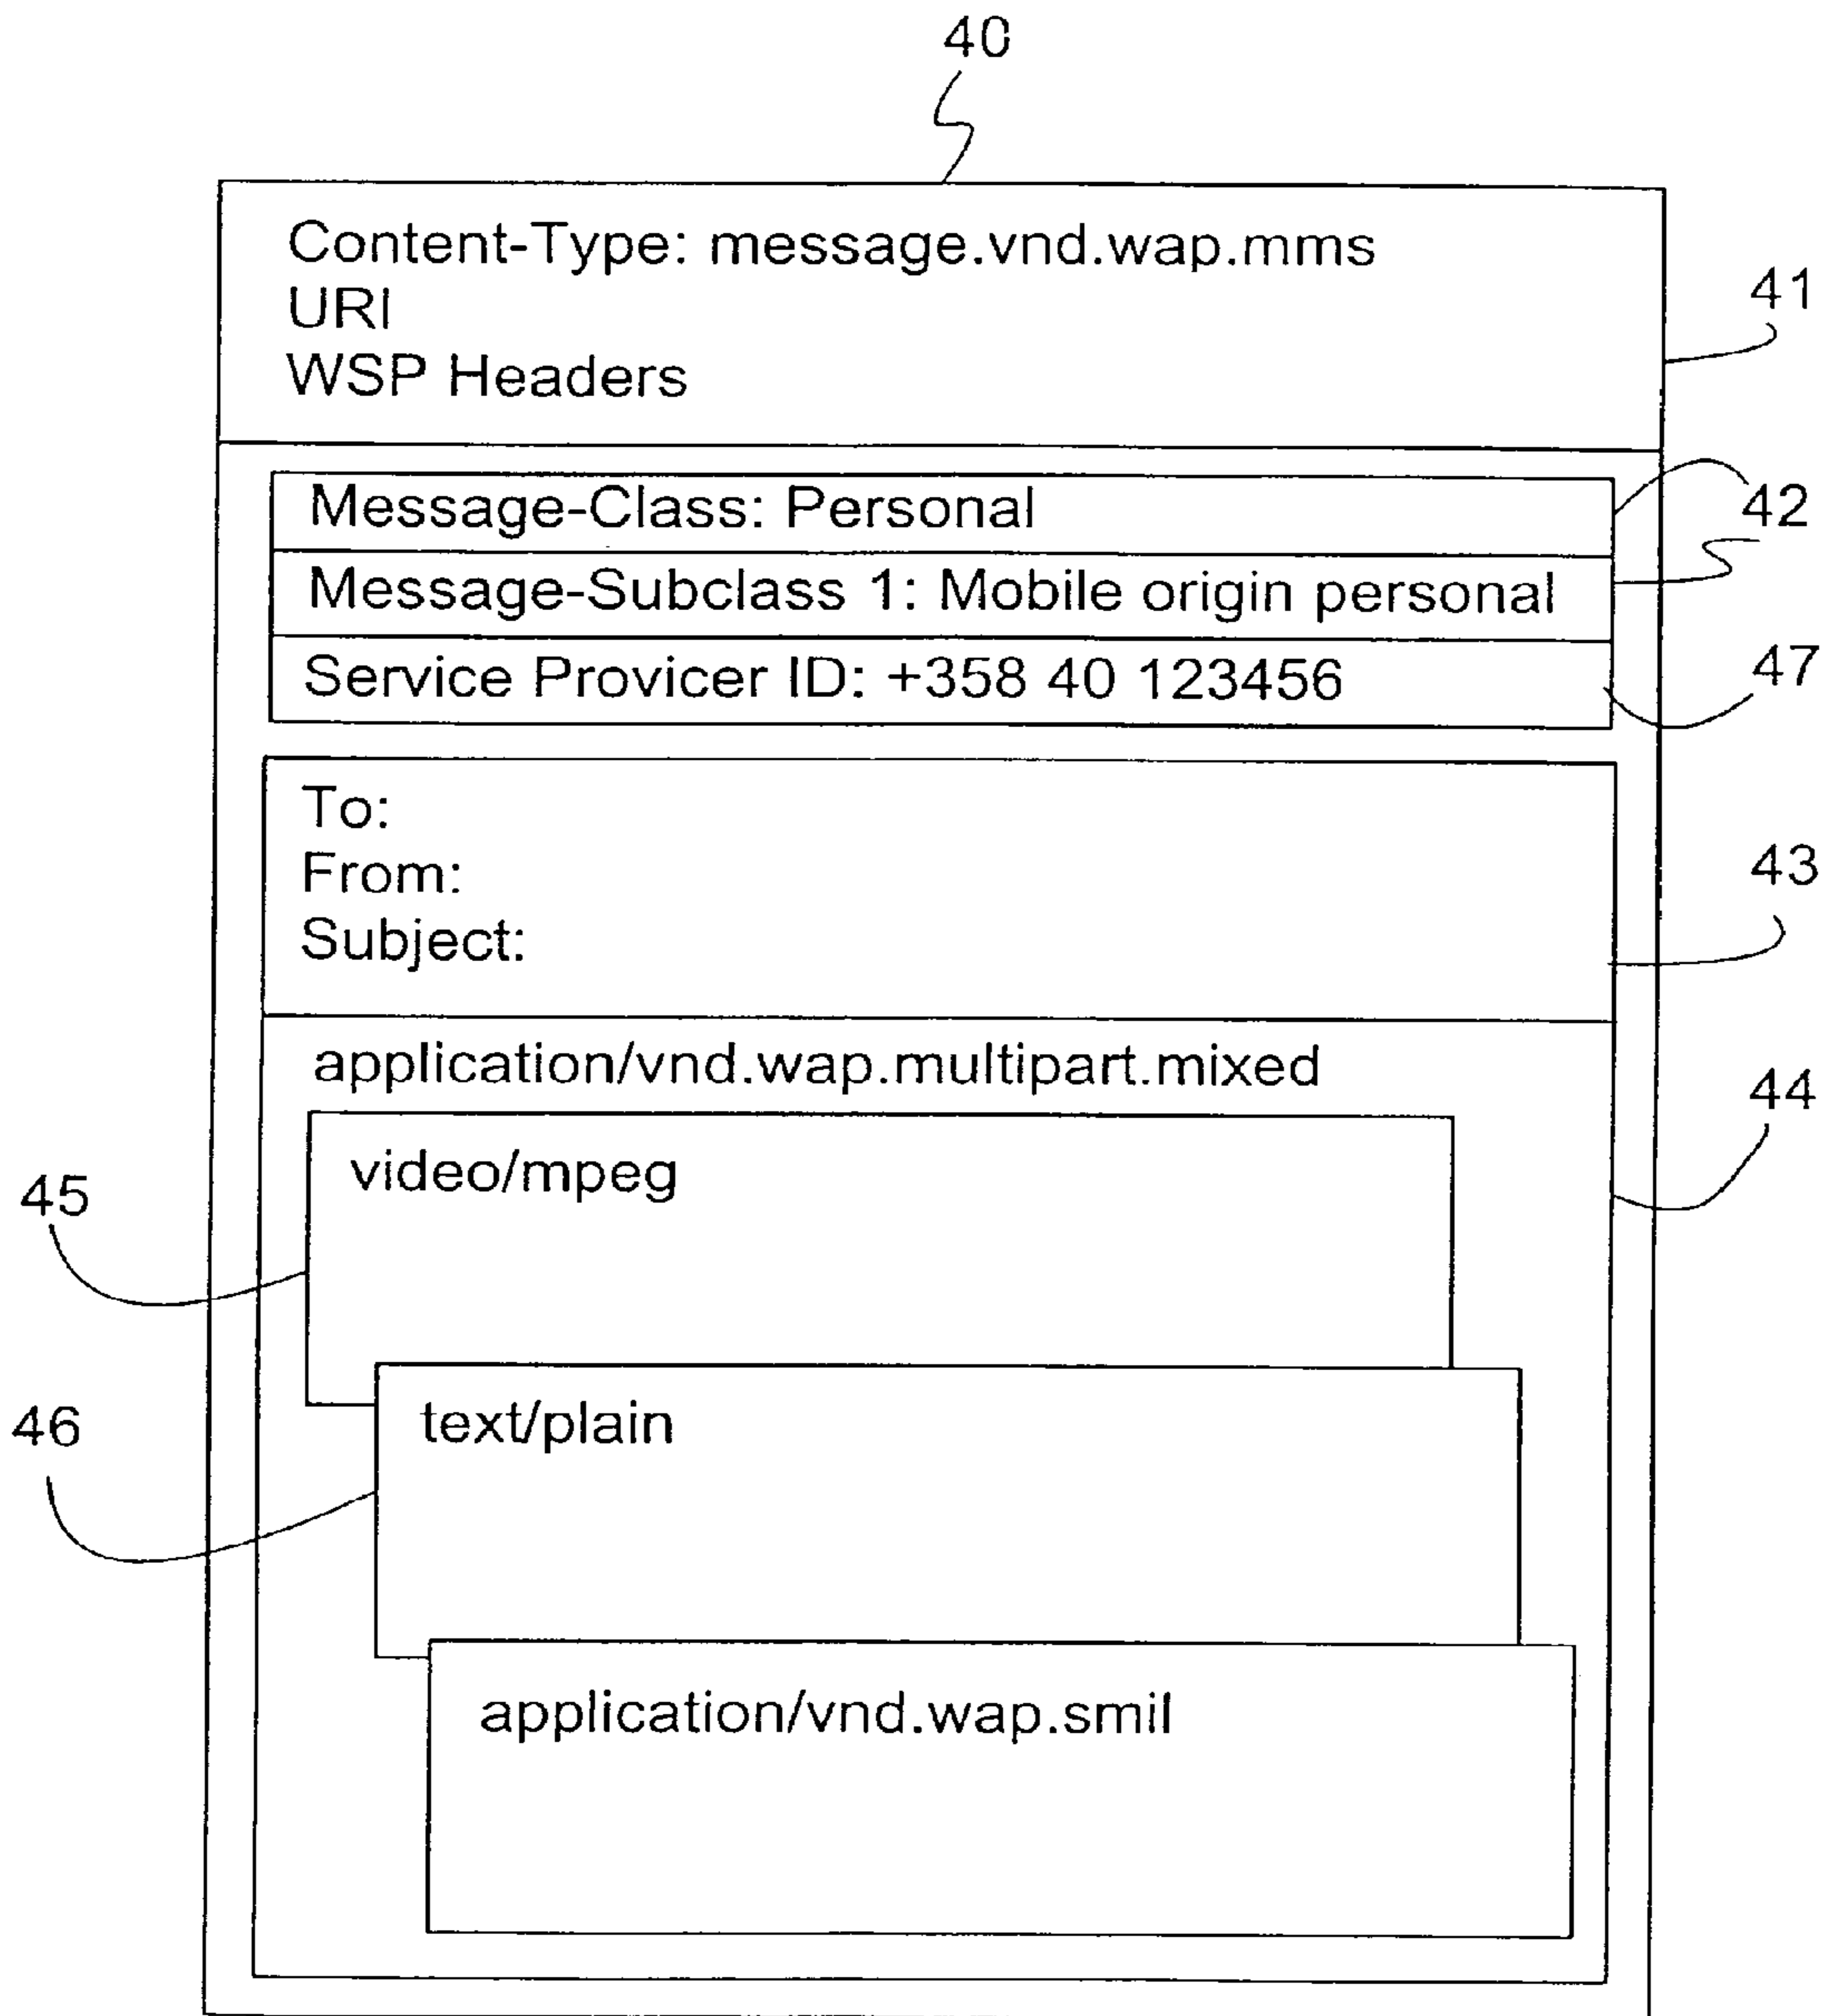 40
Content-Type: message.vnd.wap.mms
URI
WSP Headers
41
Message-Class: Personal
42
Message-Subclass 1: Mobile origin personal
Service Provicer ID: +358 40 123456
47
To:
From:
Subject:
43
application/vnd.wap.multipart.mixed
44
video/mpeg
45
text/plain
46
application/vnd.wap.smil